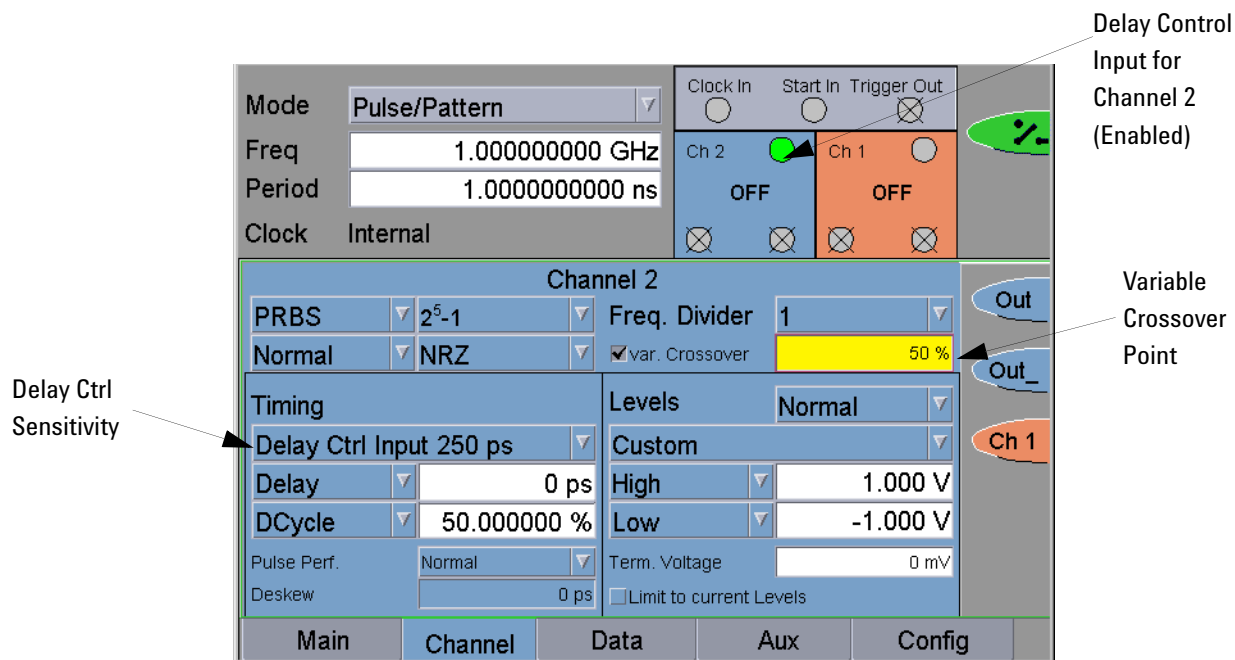 Delay Control
Input for
Channel 2
(Enabled)
Mode Pulse/Pattern
Freq 1.000000000 GHz
Period 1.0000000000 ns
Clock Internal
Clock In Start In Trigger Out
Ch 2 Ch 1
OFF OFF
Channel 2
PRBS 2⁵-1 Freq. Divider 1
Normal NRZ var. Crossover 50 %
Out
Out_
Ch 1
Variable
Crossover
Point
Delay Ctrl
Sensitivity
Timing
Delay Ctrl Input 250 ps
Delay 0 ps
DCycle 50.000000 %
Pulse Perf. Normal
Deskew 0 ps
Levels Normal
Custom
High 1.000 V
Low -1.000 V
Term. Voltage 0 mV
Limit to current Levels
Main Channel Data Aux Config